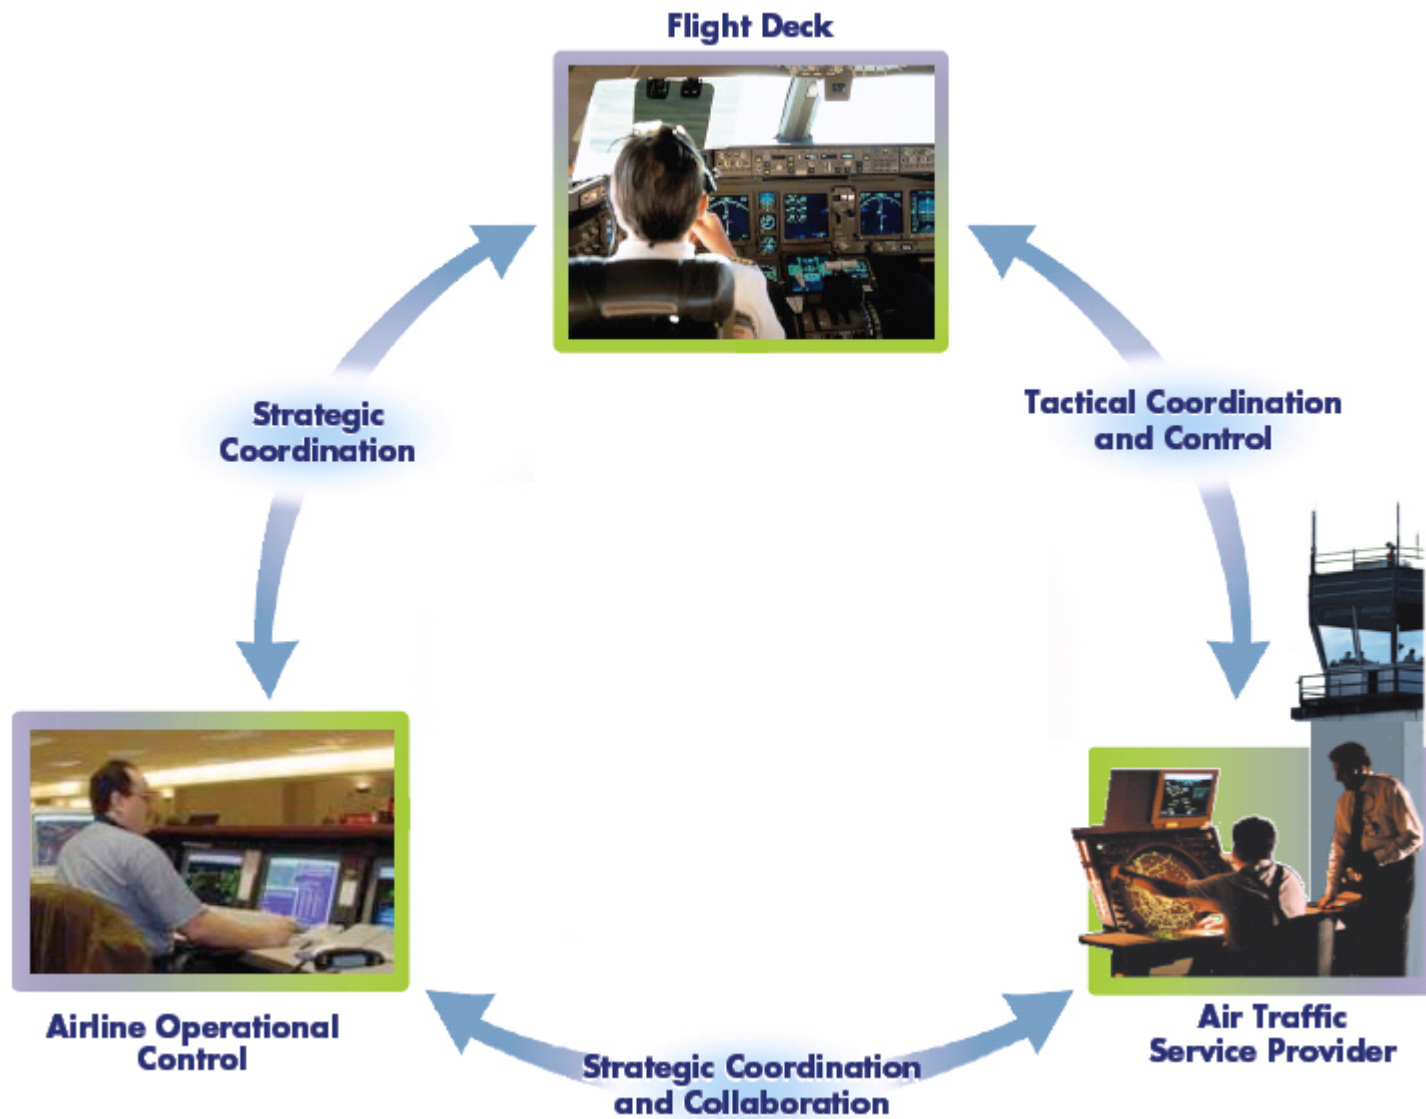 Flight Deck
Strategic
Coordination
Tactical Coordination
and Control
Airline Operational
Control
Air Traffic
Service Provider
Strategic Coordination
and Collaboration